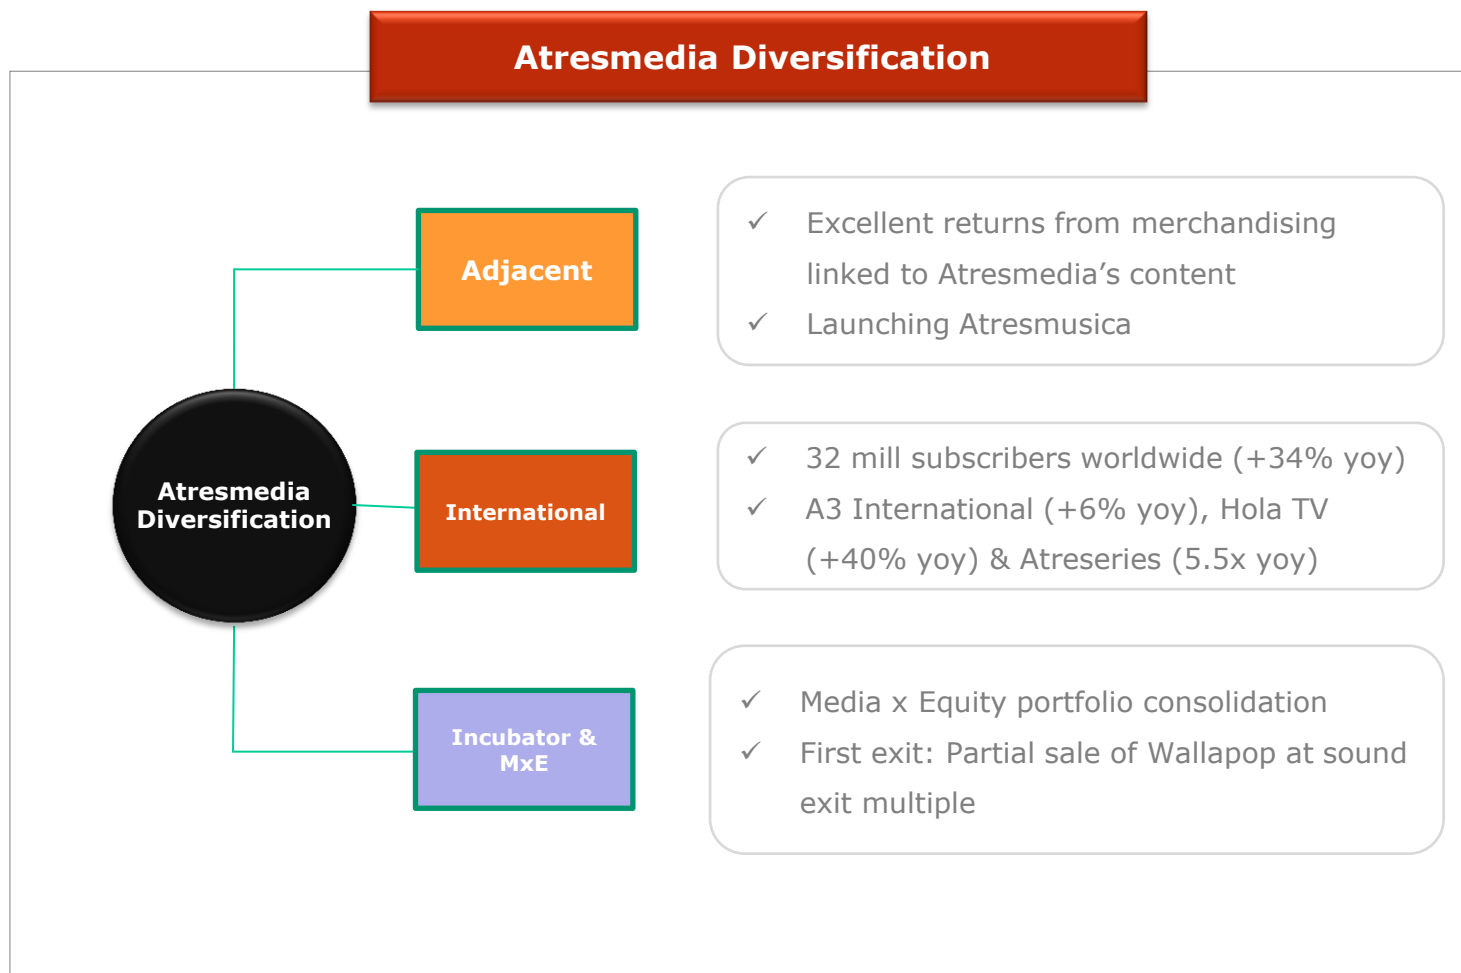 Atresmedia Diversification
Adjacent
✓ Excellent returns from merchandising
linked to Atresmedia’s content
✓ Launching Atresmusica
Atresmedia
Diversification
International
✓ 32 mill subscribers worldwide (+34% yoy)
✓ A3 International (+6% yoy), Hola TV
(+40% yoy) & Atreseries (5.5x yoy)
Incubator &
MxE
✓ Media x Equity portfolio consolidation
✓ First exit: Partial sale of Wallapop at sound
exit multiple